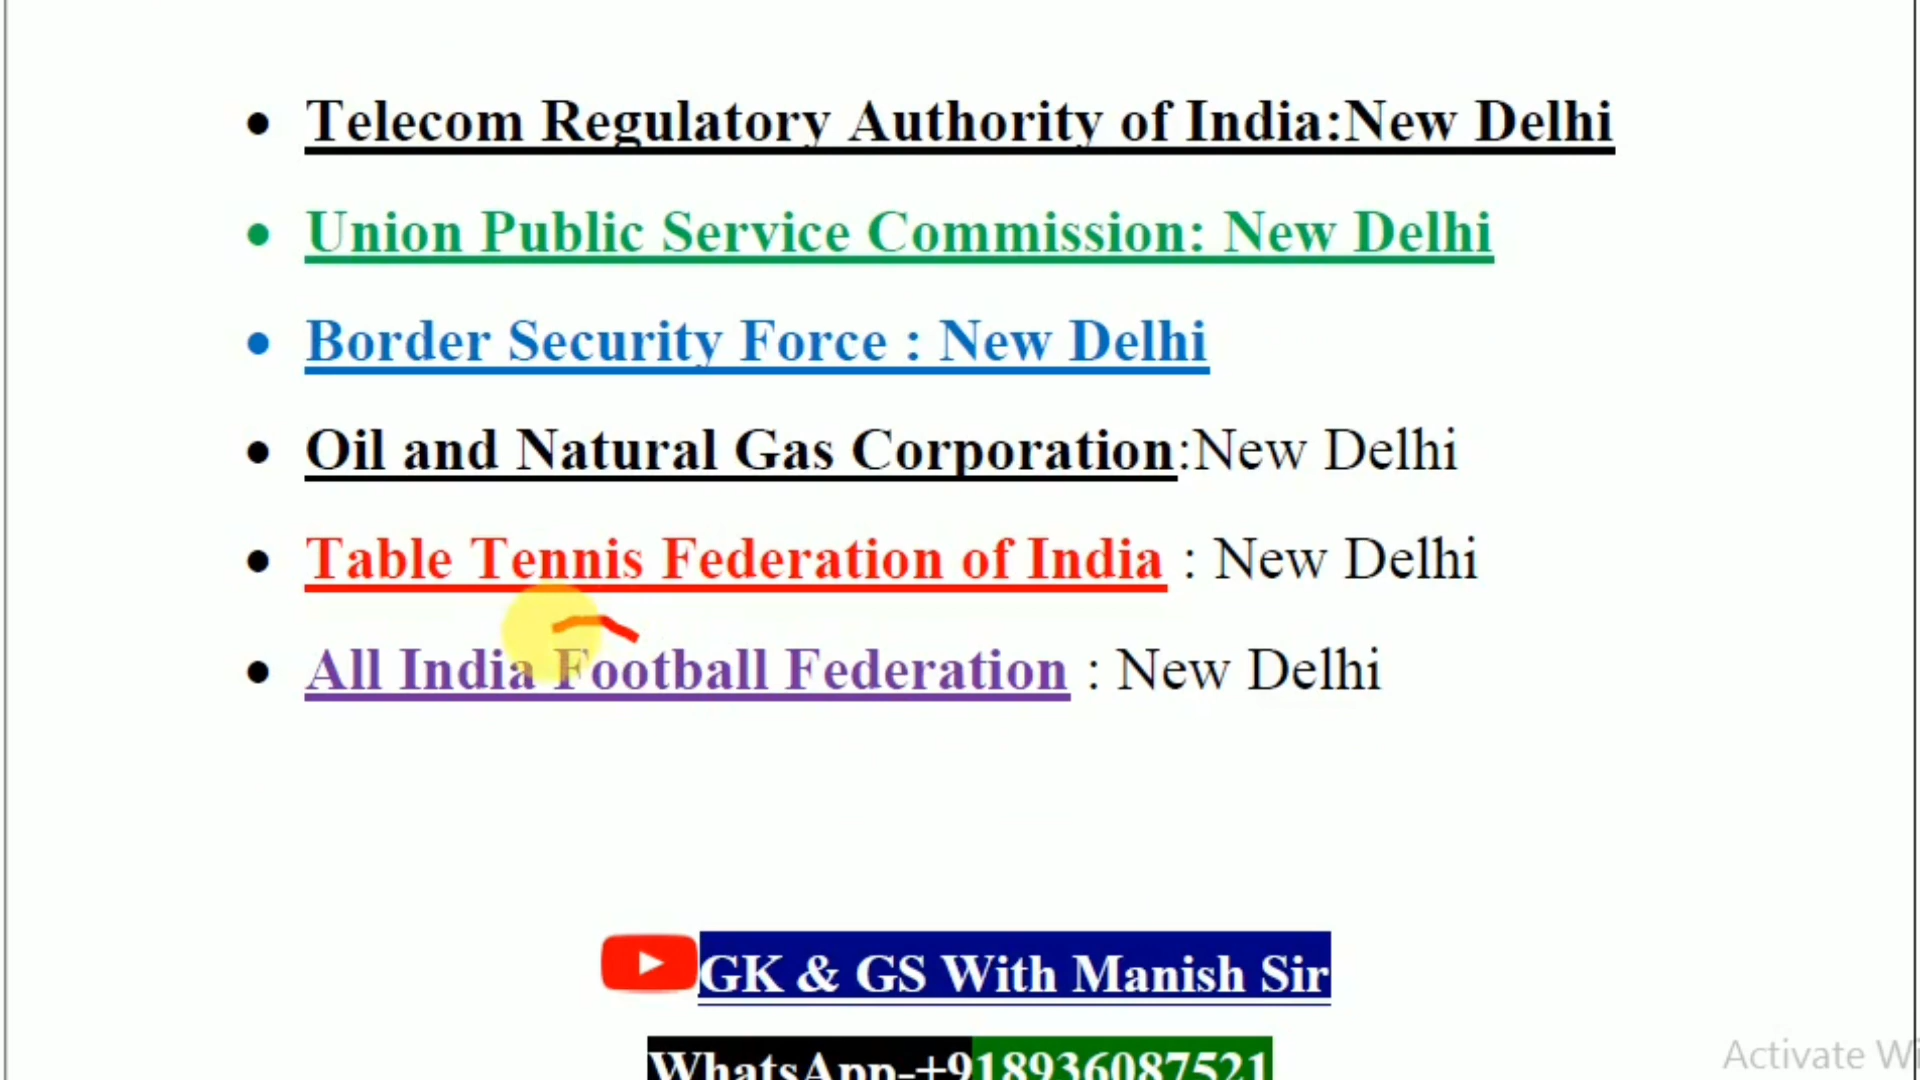 • Telecom Regulatory Authority of India:New Delhi
• Union Public Service Commission: New Delhi
• Border Security Force : New Delhi
• Oil and Natural Gas Corporation:New Delhi
• Table Tennis Federation of India : New Delhi
• All India Football Federation : New Delhi
GK & GS With Manish Sir
WhatsApp-+918936087521
Activate Wi